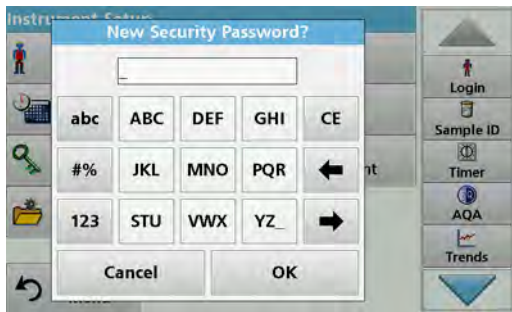 Instrument Setup
New Security Password?
_
abc ABC DEF GHI CE
#% JKL MNO PQR
123 STU VWX YZ_
Cancel OK
Login
Sample ID
Timer
AQA
Trends